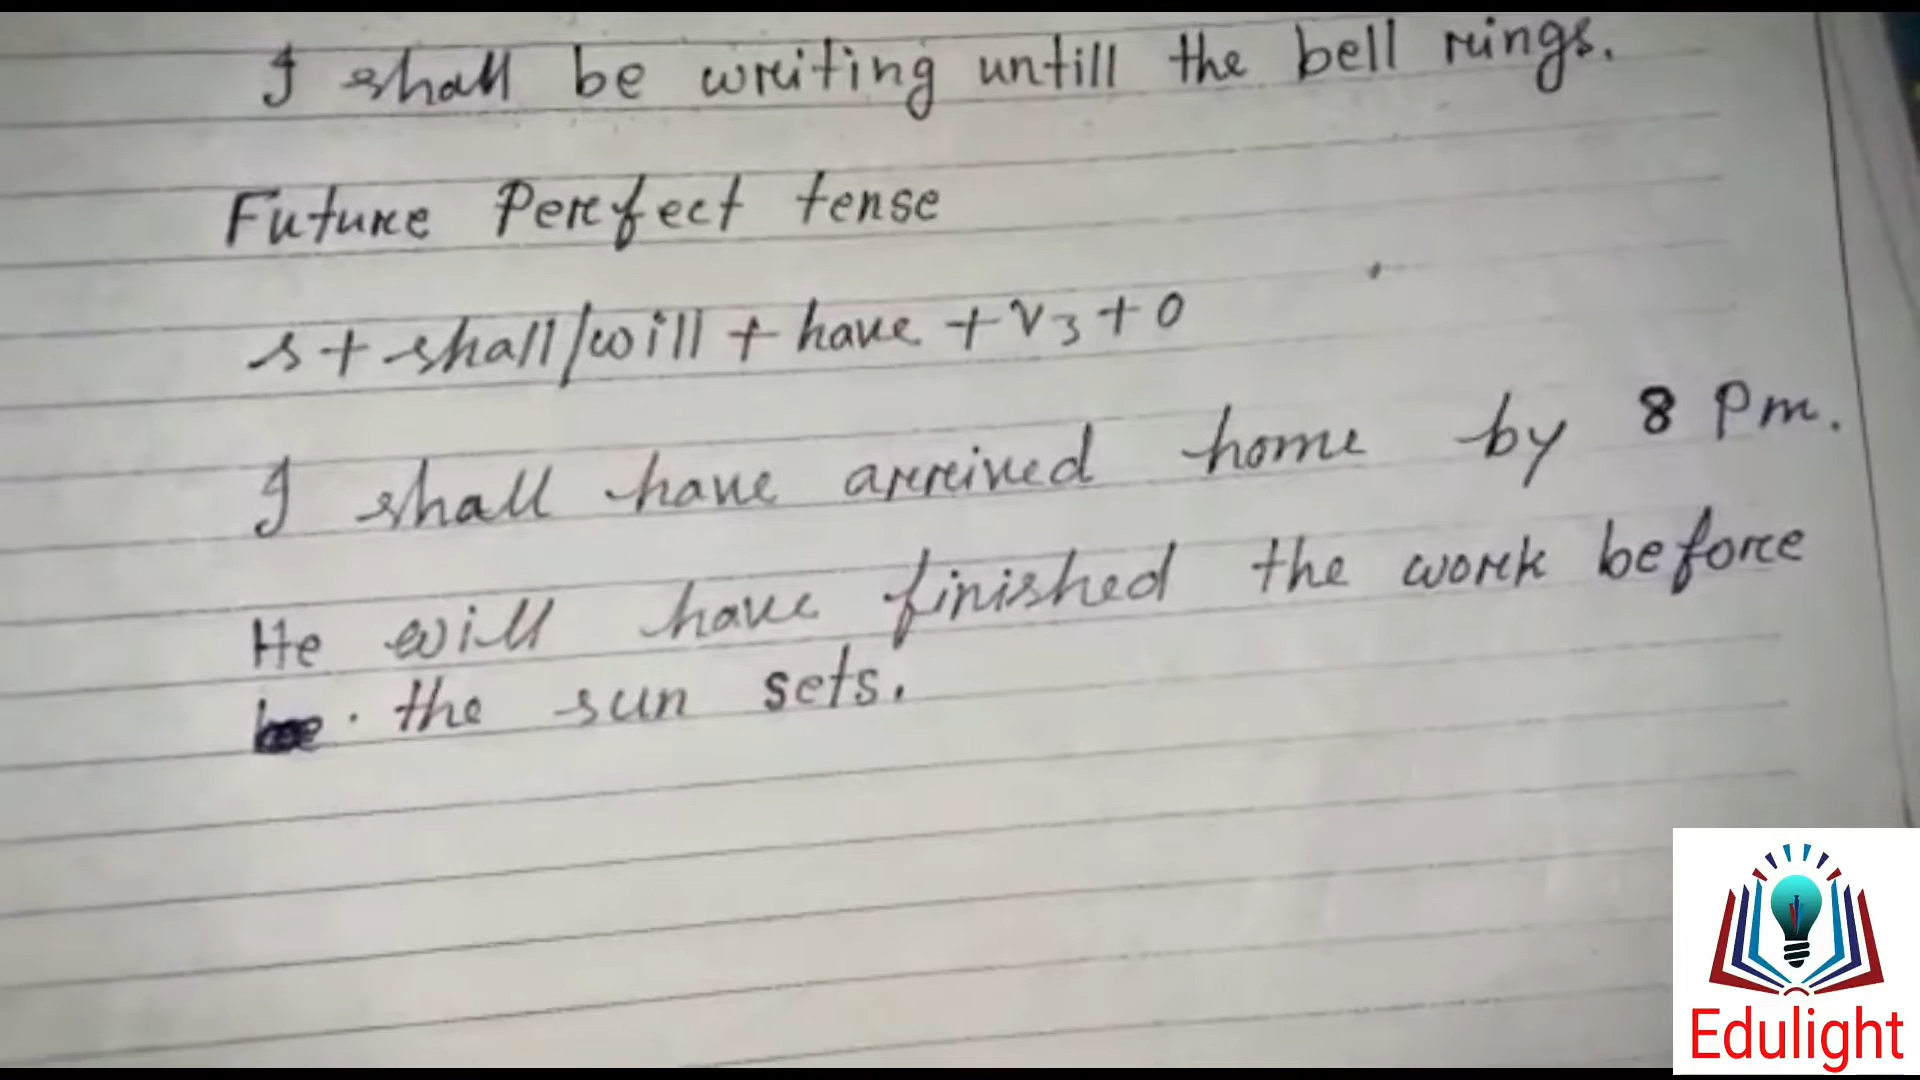 I shall be writing untill the bell rings.
Future Perfect tense
s + shall/will + have + v3 + o
I shall have arrived home by 8 Pm.
He will have finished the work before
the sun sets.
Edulight